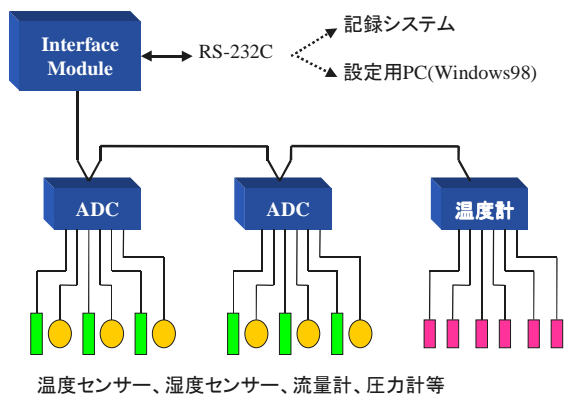 Interface
Module
RS-232C
記録システム
設定用PC(Windows98)
ADC
ADC
温度計
温度センサー、湿度センサー、流量計、圧力計等